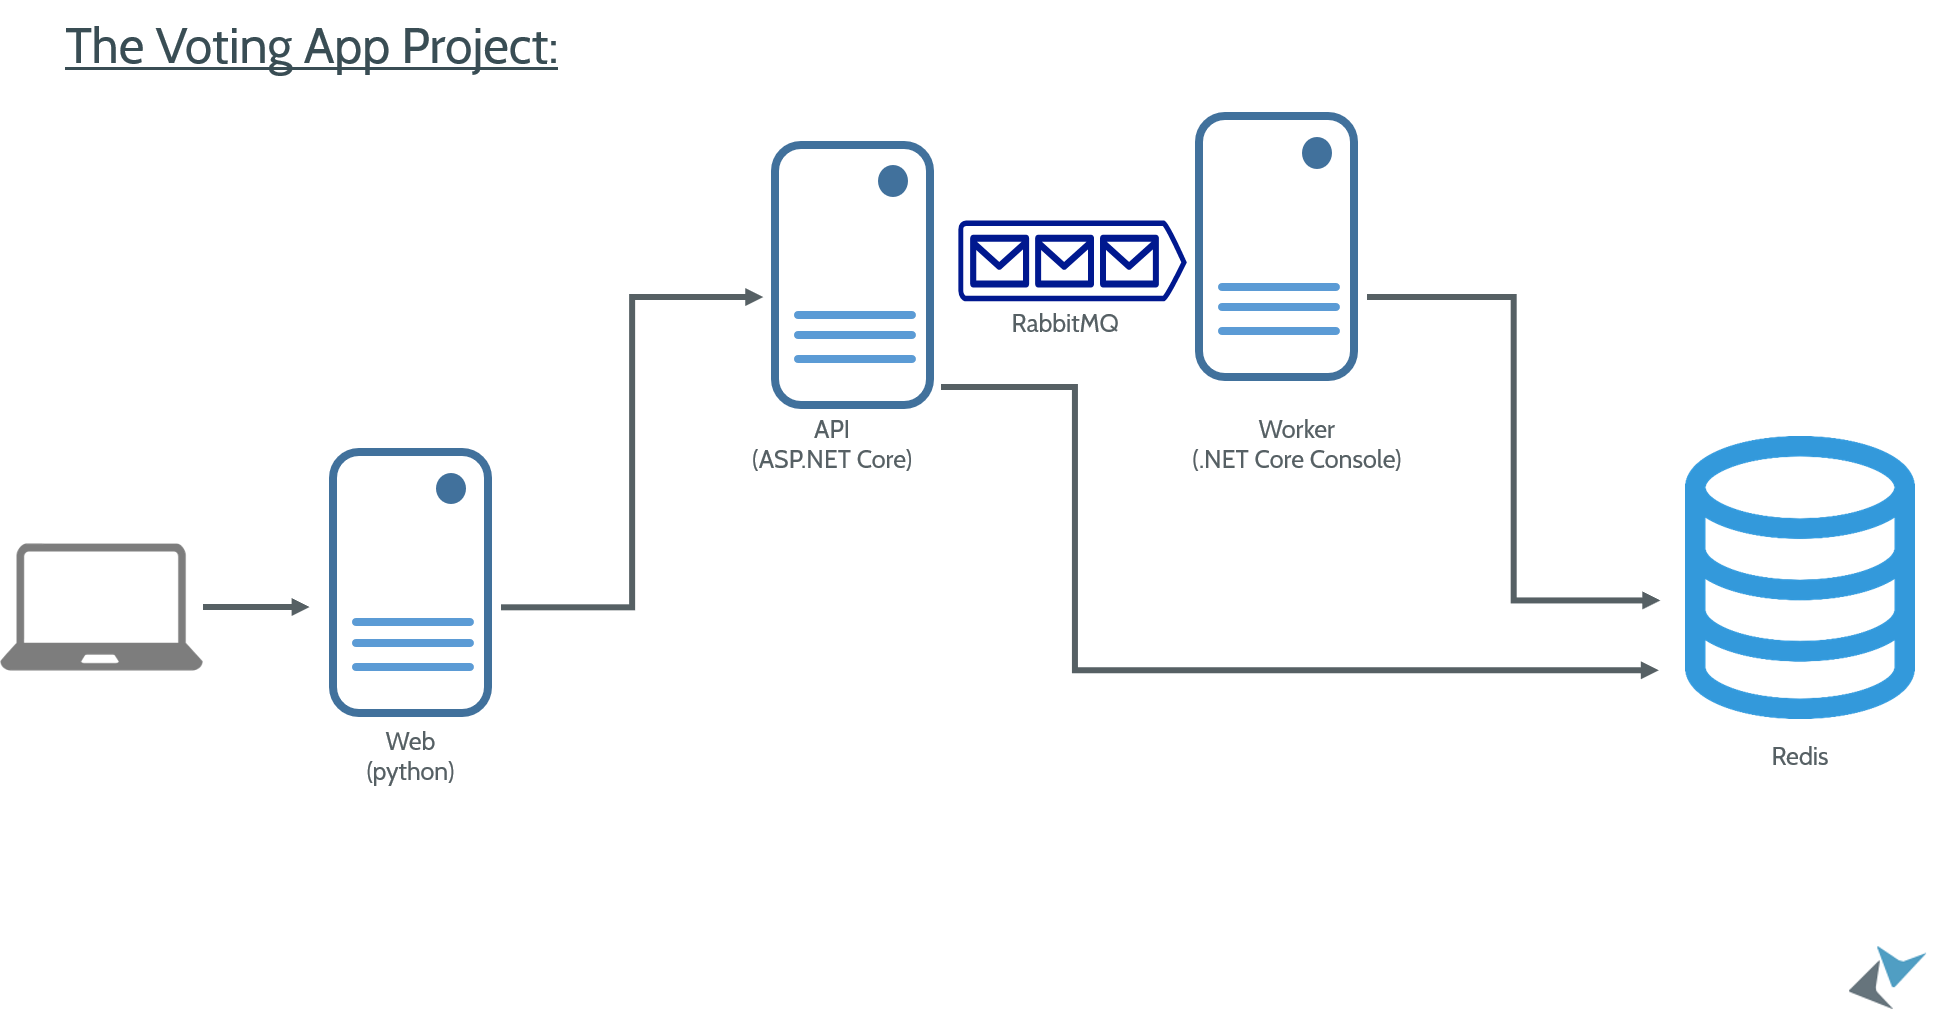 The Voting App Project:
RabbitMQ
API
(ASP.NET Core)
Worker
(.NET Core Console)
Web
(python)
Redis